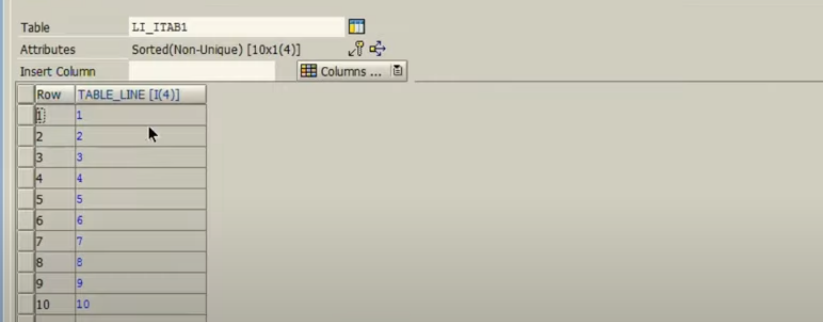 Table LI_ITAB1
Attributes Sorted(Non-Unique) [10x1(4)]
Insert Column Columns ...
Row TABLE_LINE [I(4)]
1 1
2 2
3 3
4 4
5 5
6 6
7 7
8 8
9 9
10 10